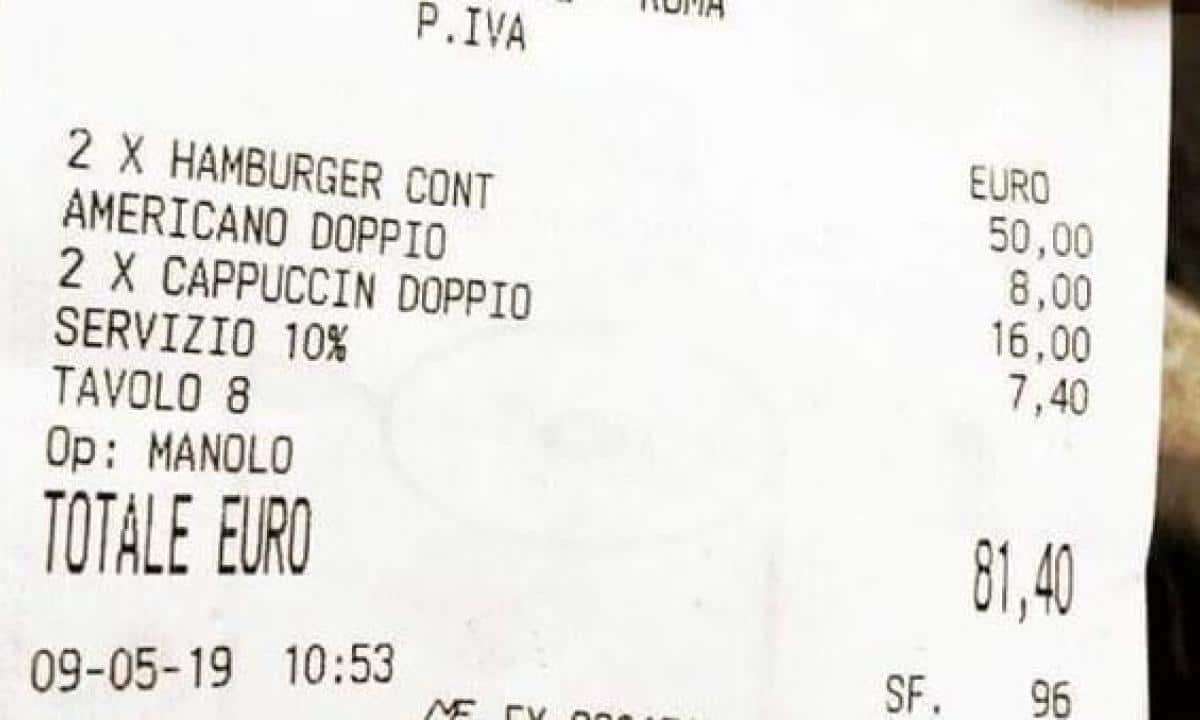 ROMA
P.IVA
EURO
2 X HAMBURGER CONT 50,00
AMERICANO DOPPIO 8,00
2 X CAPPUCCIN DOPPIO 16,00
SERVIZIO 10% 7,40
TAVOLO 8
Op: MANOLO
TOTALE EURO 81,40
09-05-19 10:53 SF. 96